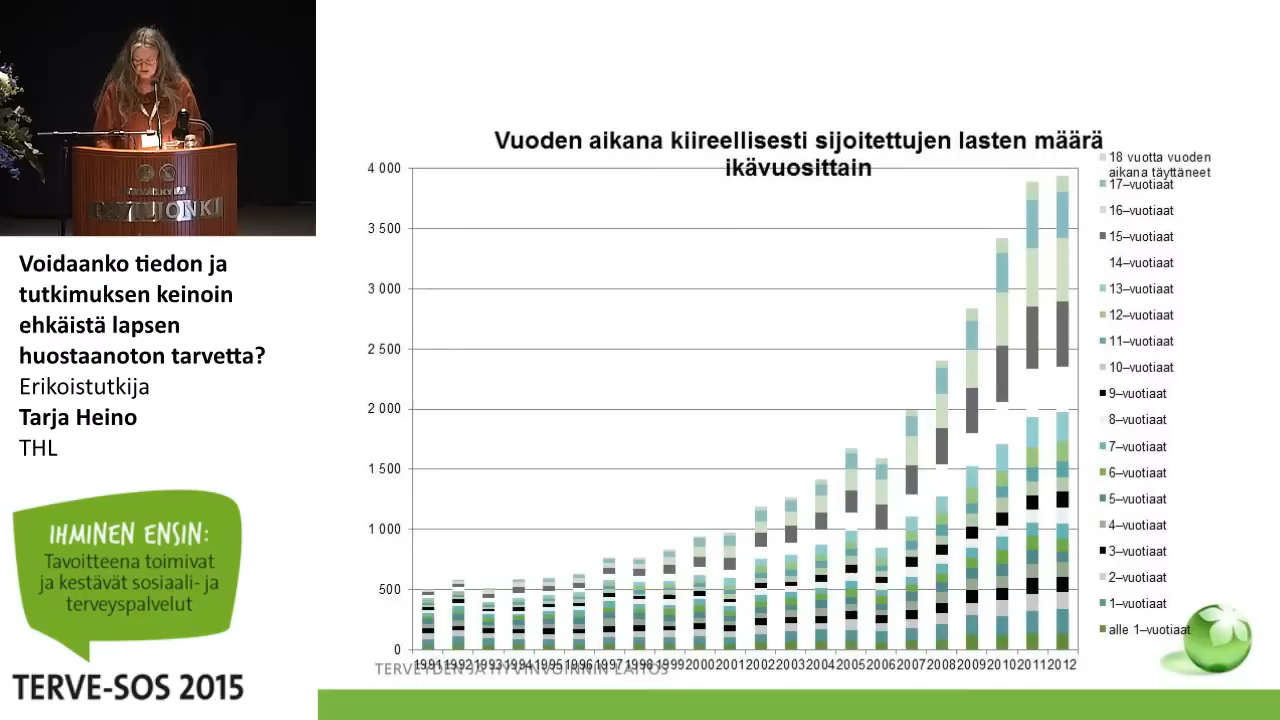 PAVILJONKI
Voidaanko tiedon ja
tutkimuksen keinoin
ehkäistä lapsen
huostaanoton tarvetta?
Erikoistutkija
Tarja Heino
THL
IHMINEN ENSIN:
Tavoitteena toimivat
ja kestävät sosiaali- ja
terveyspalvelut
TERVE-SOS 2015
Vuoden aikana kiireellisesti sijoitettujen lasten määrä
ikävuosittain
4 000
3 500
3 000
2 500
2 000
1 500
1 000
500
0
1991 1992 1993 1994 1995 1996 1997 1998 1999 2000 2001 2002 2003 2004 2005 2006 2007 2008 2009 2010 2011 2012
TERVEYDEN JA HYVINVOINNIN LAITOS
18 vuotta vuoden
aikana täyttäneet
17–vuotiaat
16–vuotiaat
15–vuotiaat
14–vuotiaat
13–vuotiaat
12–vuotiaat
11–vuotiaat
10–vuotiaat
9–vuotiaat
8–vuotiaat
7–vuotiaat
6–vuotiaat
5–vuotiaat
4–vuotiaat
3–vuotiaat
2–vuotiaat
1–vuotiaat
alle 1–vuotiaat